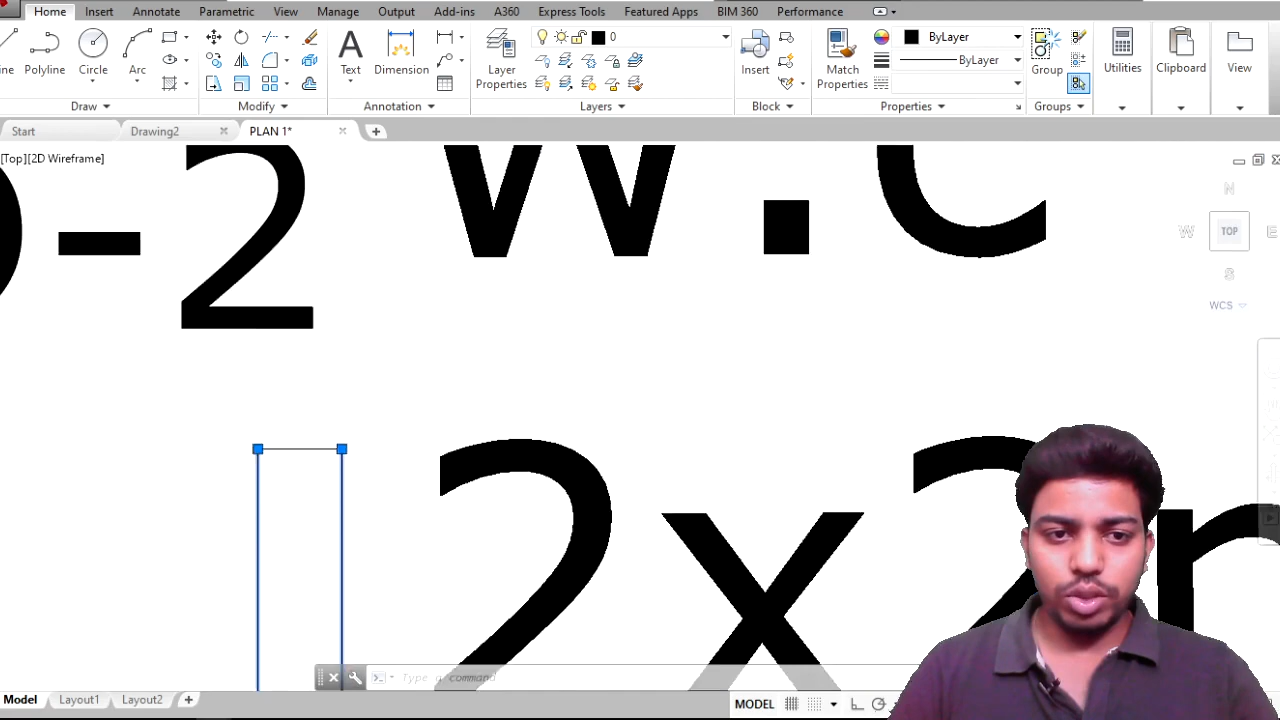 Home Insert Annotate Parametric View Manage Output Add-ins A360 Express Tools Featured Apps BIM 360 Performance
Polyline Circle Arc
Text Dimension
Layer Properties
0
Insert
Match Properties
ByLayer
ByLayer
Group
Utilities Clipboard View
Draw Modify Annotation Layers Block Properties Groups
Start Drawing2 PLAN 1*
[Top][2D Wireframe]
-2 W.C
N
W TOP E
S
WCS
2x2
Type a command
Model Layout1 Layout2 MODEL